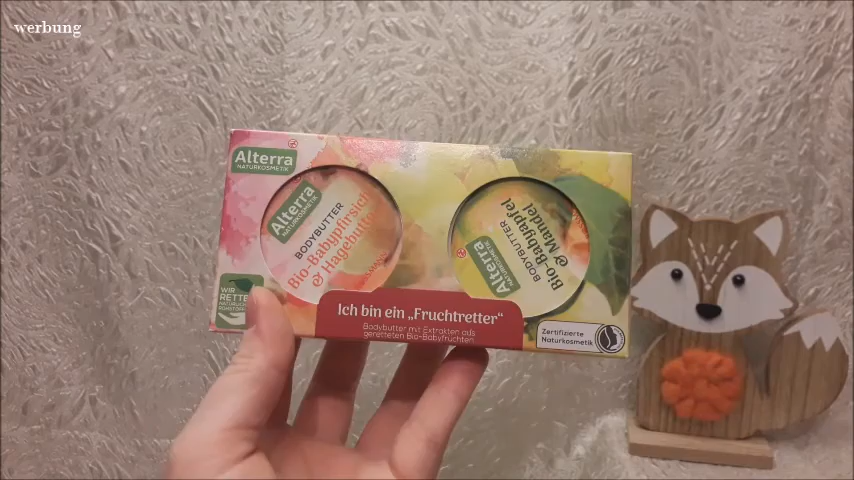 werbung
Alterra
NATURKOSMETIK
Alterra
NATURKOSMETIK
BODYBUTTER
Bio-Babypfirsich
& Hagebutte
Alterra
NATURKOSMETIK
BODYBUTTER
Bio-Babyapfel
& Mandel
WIR
RETTEN
Ich bin ein „Fruchtretter“
Bodybutter mit Extrakten aus
geretteten Bio-Babyfrüchten
Zertifizierte
Naturkosmetik